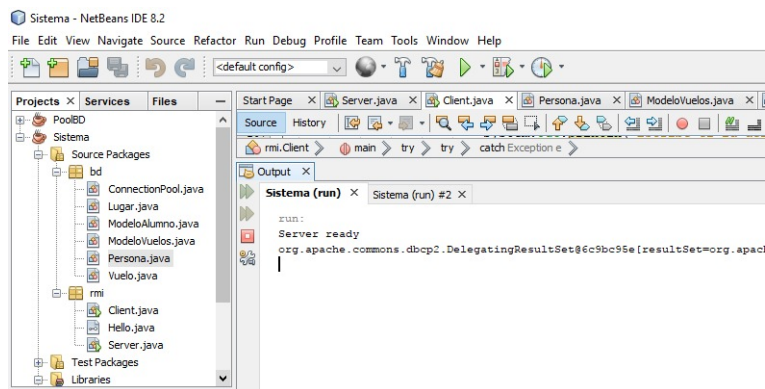 Sistema - NetBeans IDE 8.2
File Edit View Navigate Source Refactor Run Debug Profile Team Tools Window Help
<default config>
Projects Services Files
Start Page Server.java Client.java Persona.java ModeloVuelos.java
PoolBD
Sistema
Source Packages
bd
ConnectionPool.java
Lugar.java
ModeloAlumno.java
ModeloVuelos.java
Persona.java
Vuelo.java
rmi
Client.java
Hello.java
Server.java
Test Packages
Libraries
Source History
rmi.Client main try try catch Exception e
Output
Sistema (run) Sistema (run) #2
run:
Server ready
org.apache.commons.dbcp2.DelegatingResultSet@6c9bc95e[resultSet=org.apac